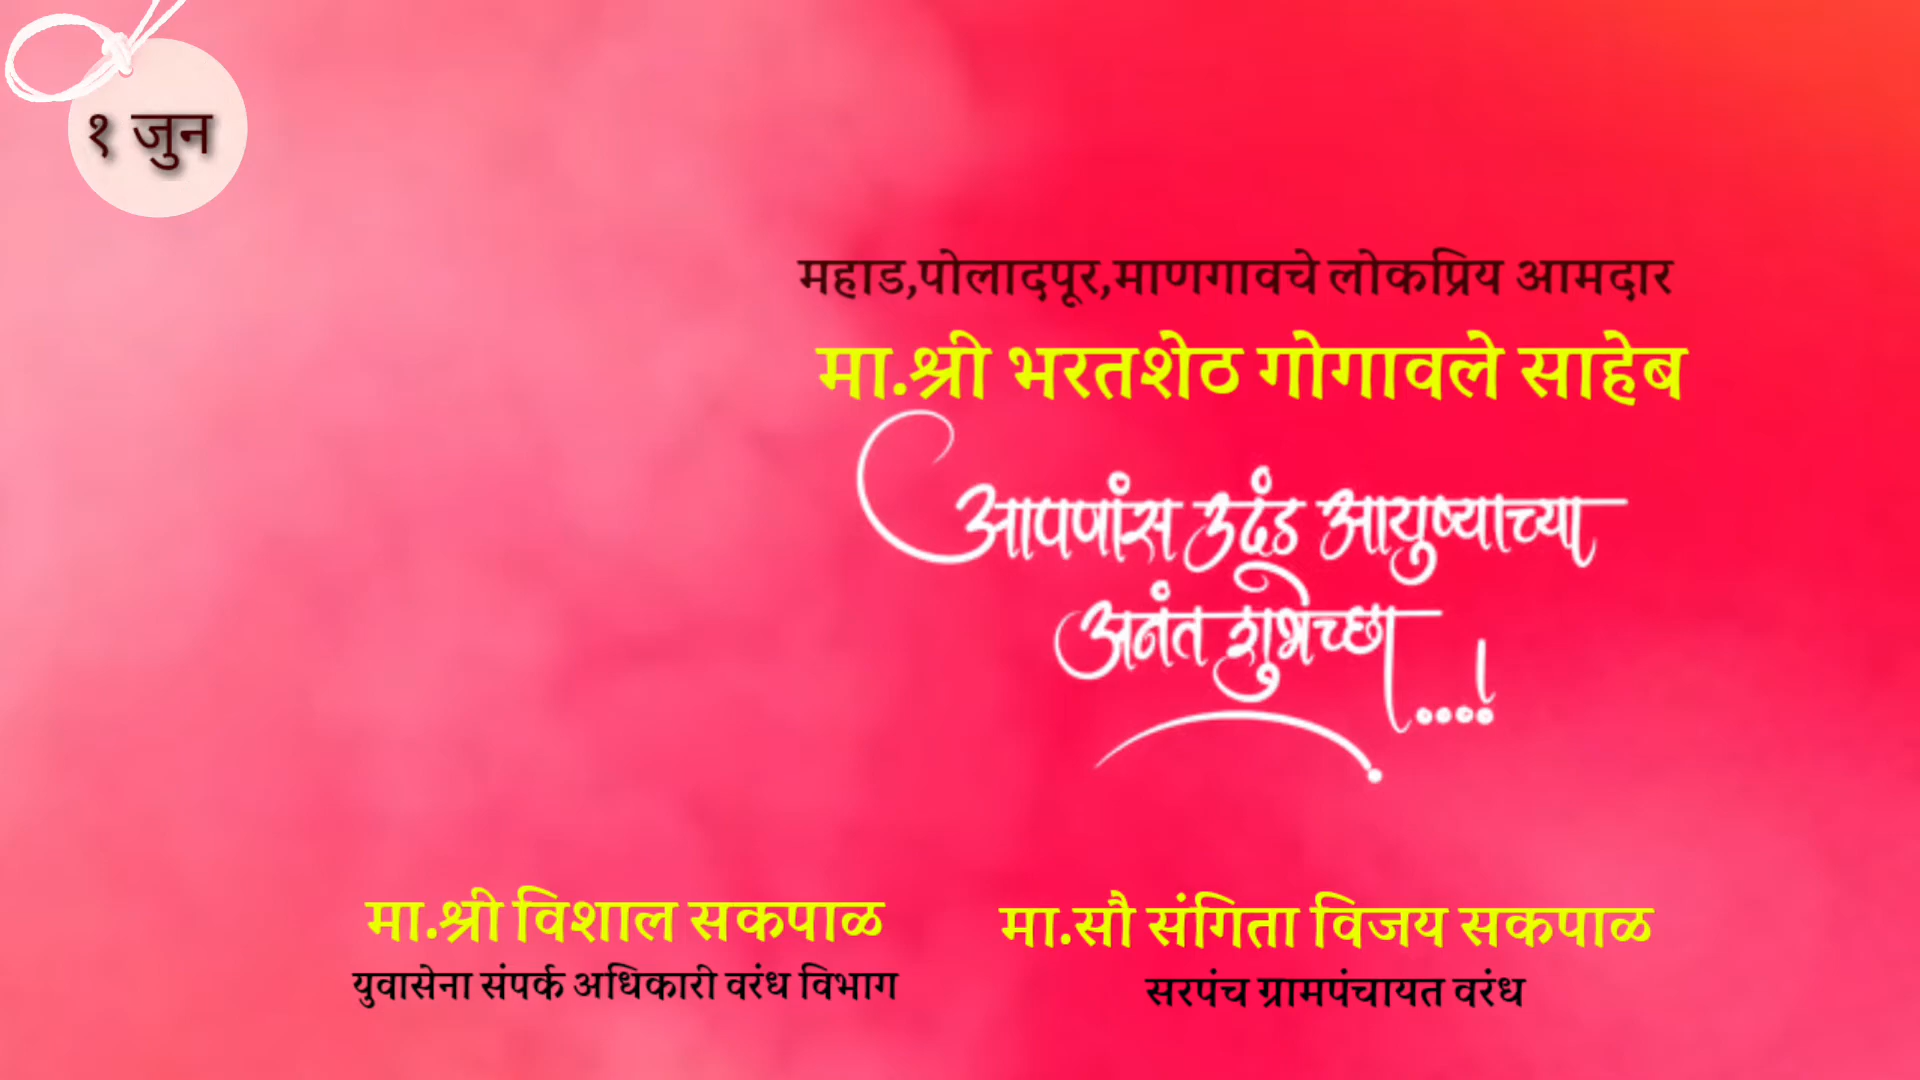 १ जुन
महाड,पोलादपूर,माणगावचे लोकप्रिय आमदार
मा.श्री भरतशेठ गोगावले साहेब
आपणांस उदंड आयुष्याच्या
अनंत शुभेच्छा....!
मा.श्री विशाल सकपाळ
युवासेना संपर्क अधिकारी वरंध विभाग
मा.सौ संगिता विजय सकपाळ
सरपंच ग्रामपंचायत वरंध